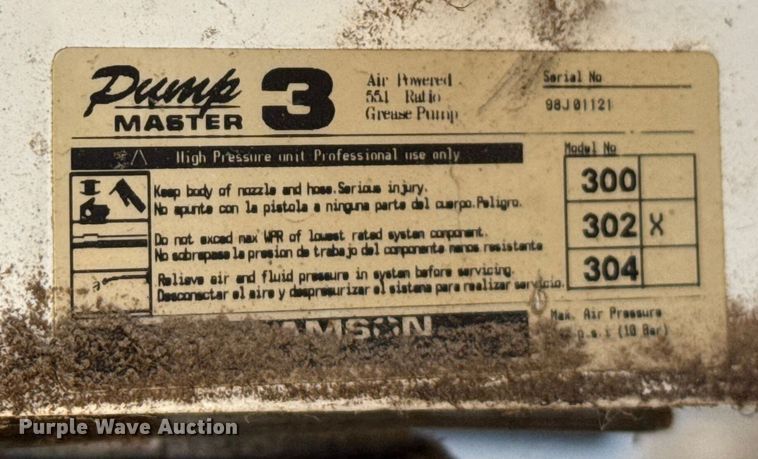 Pump
MASTER
3
Air Powered
55:1 Ratio
Grease Pump
Serial No
98J 01121
High Pressure unit Professional use only
Model No
300
302 X
304
Keep body of nozzle and hose. Serious injury.
No apunte con la pistola a ninguna parte del cuerpo. Peligro.
Do not exced max WPR of lowest rated system component.
No sobrepase la presion de trabajo del componente menos resistente
Relieve air and fluid pressure in system before servicing.
Desconectar el aire y despresurizar el sistema para realizar servicio.
SAMSON
Max. Air Pressure
p.s.i (10 Bar)
Purple Wave Auction